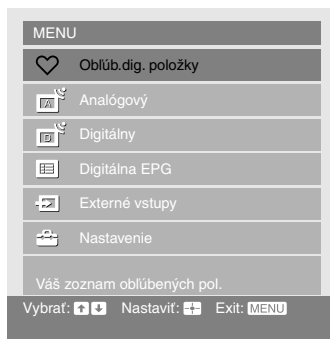 MENU
Obľúb.dig. položky
Analógový
Digitálny
Digitálna EPG
Externé vstupy
Nastavenie
Váš zoznam obľúbených pol.
Vybrať: Nastaviť: Exit: MENU